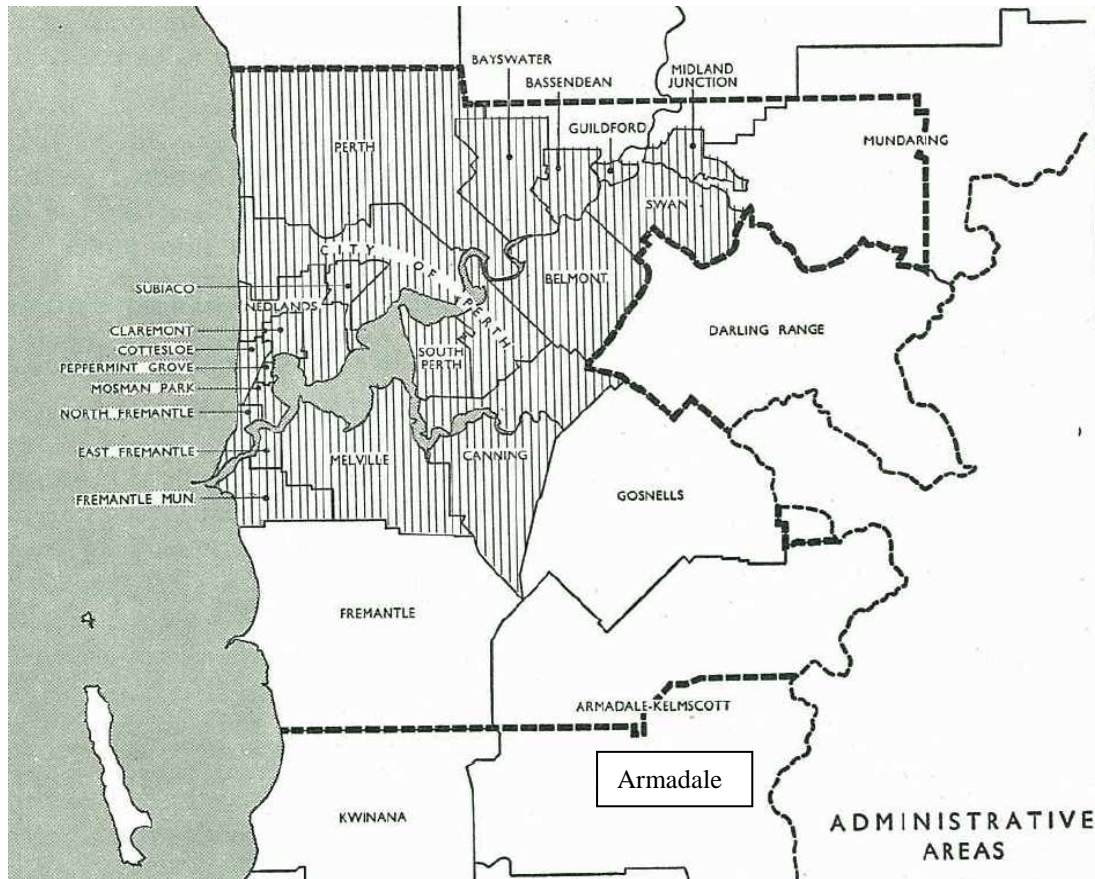 BAYSWATER
BASSENDEAN
MIDLAND
JUNCTION
GUILDFORD
MUNDARING
PERTH
SWAN
CITY OF PERTH
SUBIACO
BELMONT
NEDLANDS
CLAREMONT
DARLING RANGE
COTTESLOE
SOUTH
PERTH
PEPPERMINT GROVE
MOSMAN PARK
NORTH FREMANTLE
EAST FREMANTLE
MELVILLE
CANNING
FREMANTLE MUN.
GOSNELLS
FREMANTLE
ARMADALE-KELMSCOTT
Armadale
KWINANA
ADMINISTRATIVE
AREAS